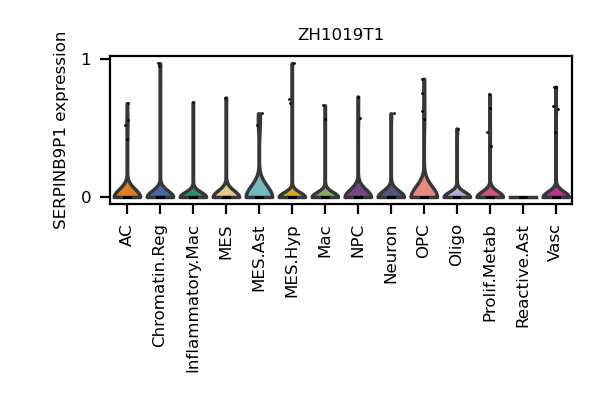 ZH1019T1
SERPINB9P1 expression
1
0
AC
Chromatin.Reg
Inflammatory.Mac
MES
MES.Ast
MES.Hyp
Mac
NPC
Neuron
OPC
Oligo
Prolif.Metab
Reactive.Ast
Vasc